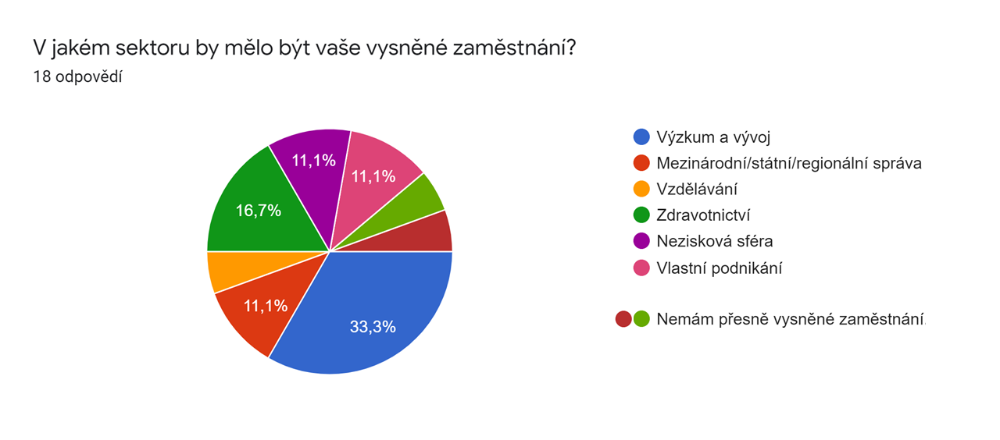 V jakém sektoru by mělo být vaše vysněné zaměstnání?
18 odpovědí
11,1%
11,1%
16,7%
11,1%
33,3%
Výzkum a vývoj
Mezinárodní/státní/regionální správa
Vzdělávání
Zdravotnictví
Nezisková sféra
Vlastní podnikání
Nemám přesně vysněné zaměstnání